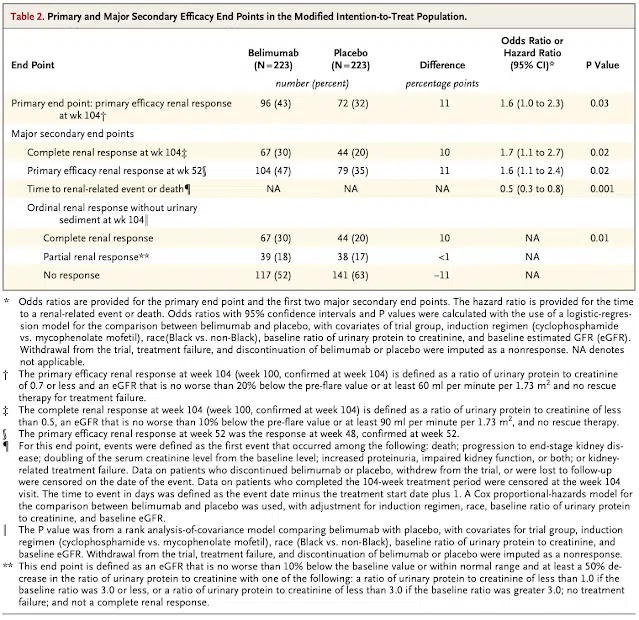 Table 2. Primary and Major Secondary Efficacy End Points in the Modified Intention-to-Treat Population.
End Point Belimumab (N=223) Placebo (N=223) Difference Odds Ratio or Hazard Ratio (95% CI)* P Value
number (percent) percentage points
Primary end point: primary efficacy renal response at wk 104† 96 (43) 72 (32) 11 1.6 (1.0 to 2.3) 0.03
Major secondary end points
Complete renal response at wk 104‡ 67 (30) 44 (20) 10 1.7 (1.1 to 2.7) 0.02
Primary efficacy renal response at wk 52§ 104 (47) 79 (35) 11 1.6 (1.1 to 2.4) 0.02
Time to renal-related event or death¶ NA NA NA 0.5 (0.3 to 0.8) 0.001
Ordinal renal response without urinary sediment at wk 104‖
Complete renal response 67 (30) 44 (20) 10 NA 0.01
Partial renal response** 39 (18) 38 (17) <1 NA
No response 117 (52) 141 (63) −11 NA
* Odds ratios are provided for the primary end point and the first two major secondary end points. The hazard ratio is provided for the time
to a renal-related event or death. Odds ratios with 95% confidence intervals and P values were calculated with the use of a logistic-regres-
sion model for the comparison between belimumab and placebo, with covariates of trial group, induction regimen (cyclophosphamide
vs. mycophenolate mofetil), race(Black vs. non-Black), baseline ratio of urinary protein to creatinine, and baseline estimated GFR (eGFR).
Withdrawal from the trial, treatment failure, and discontinuation of belimumab or placebo were imputed as a nonresponse. NA denotes
not applicable.
† The primary efficacy renal response at week 104 (week 100, confirmed at week 104) is defined as a ratio of urinary protein to creatinine
of 0.7 or less and an eGFR that is no worse than 20% below the pre-flare value or at least 60 ml per minute per 1.73 m² and no rescue
therapy for treatment failure.
‡ The complete renal response at week 104 (week 100, confirmed at week 104) is defined as a ratio of urinary protein to creatinine of less
than 0.5, an eGFR that is no worse than 10% below the pre-flare value or at least 90 ml per minute per 1.73 m², and no rescue therapy.
§ The primary efficacy renal response at week 52 was the response at week 48, confirmed at week 52.
¶ For this end point, events were defined as the first event that occurred among the following: death; progression to end-stage kidney dis-
ease; doubling of the serum creatinine level from the baseline level; increased proteinuria, impaired kidney function, or both; or kidney-
related treatment failure. Data on patients who discontinued belimumab or placebo, withdrew from the trial, or were lost to follow-up
were censored on the date of the event. Data on patients who completed the 104-week treatment period were censored at the week 104
visit. The time to event in days was defined as the event date minus the treatment start date plus 1. A Cox proportional-hazards model for
the comparison between belimumab and placebo was used, with adjustment for induction regimen, race, baseline ratio of urinary protein
to creatinine, and baseline eGFR.
‖ The P value was from a rank analysis-of-covariance model comparing belimumab with placebo, with covariates for trial group, induction
regimen (cyclophosphamide vs. mycophenolate mofetil), race (Black vs. non-Black), baseline ratio of urinary protein to creatinine, and
baseline eGFR. Withdrawal from the trial, treatment failure, and discontinuation of belimumab or placebo were imputed as a nonresponse.
** This end point is defined as an eGFR that is no worse than 10% below the baseline value or within normal range and at least a 50% de-
crease in the ratio of urinary protein to creatinine with one of the following: a ratio of urinary protein to creatinine of less than 1.0 if the
baseline ratio was 3.0 or less, or a ratio of urinary protein to creatinine of less than 3.0 if the baseline ratio was greater 3.0; no treatment
failure; and not a complete renal response.